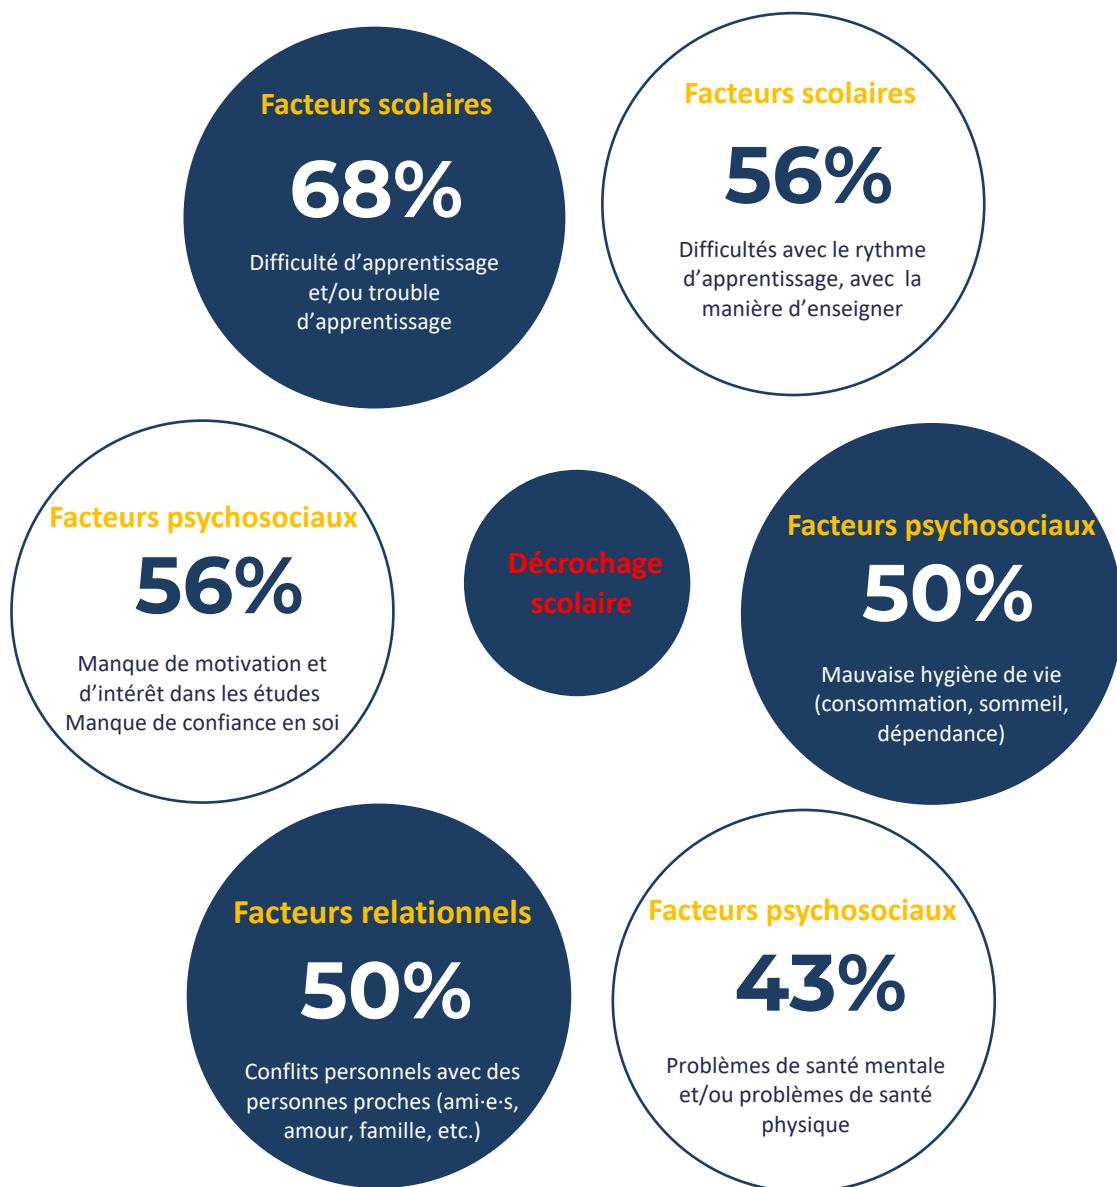 Facteurs scolaires
68%
Difficulté d'apprentissage
et/ou trouble
d'apprentissage
Facteurs scolaires
56%
Difficultés avec le rythme
d'apprentissage, avec la
manière d'enseigner
Facteurs psychosociaux
56%
Manque de motivation et
d'intérêt dans les études
Manque de confiance en soi
Décrochage
scolaire
Facteurs psychosociaux
50%
Mauvaise hygiène de vie
(consommation, sommeil,
dépendance)
Facteurs relationnels
50%
Conflits personnels avec des
personnes proches (ami·e·s,
amour, famille, etc.)
Facteurs psychosociaux
43%
Problèmes de santé mentale
et/ou problèmes de santé
physique